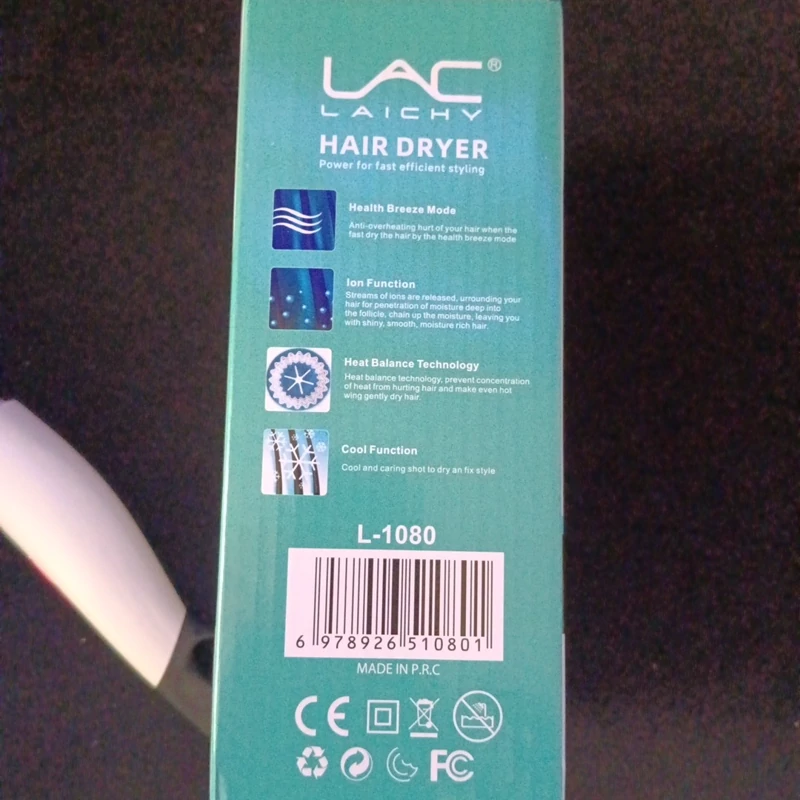 LAC®
LAICHY
HAIR DRYER
Power for fast efficient styling
Health Breeze Mode
Anti-overheating hurt of your hair when the
fast dry the hair by the health breeze mode
Ion Function
Streams of ions are released, urrounding your
hair for penetration of moisture deep into
the follicle, chain up the moisture, leaving you
with shiny, smooth, moisture rich hair.
Heat Balance Technology
Heat balance technology, prevent concentration
of heat from hurting hair and make even hot
wing gently dry hair.
Cool Function
Cool and caring shot to dry an fix style
L-1080
6 978926 510801
MADE IN P.R.C
CE
FC